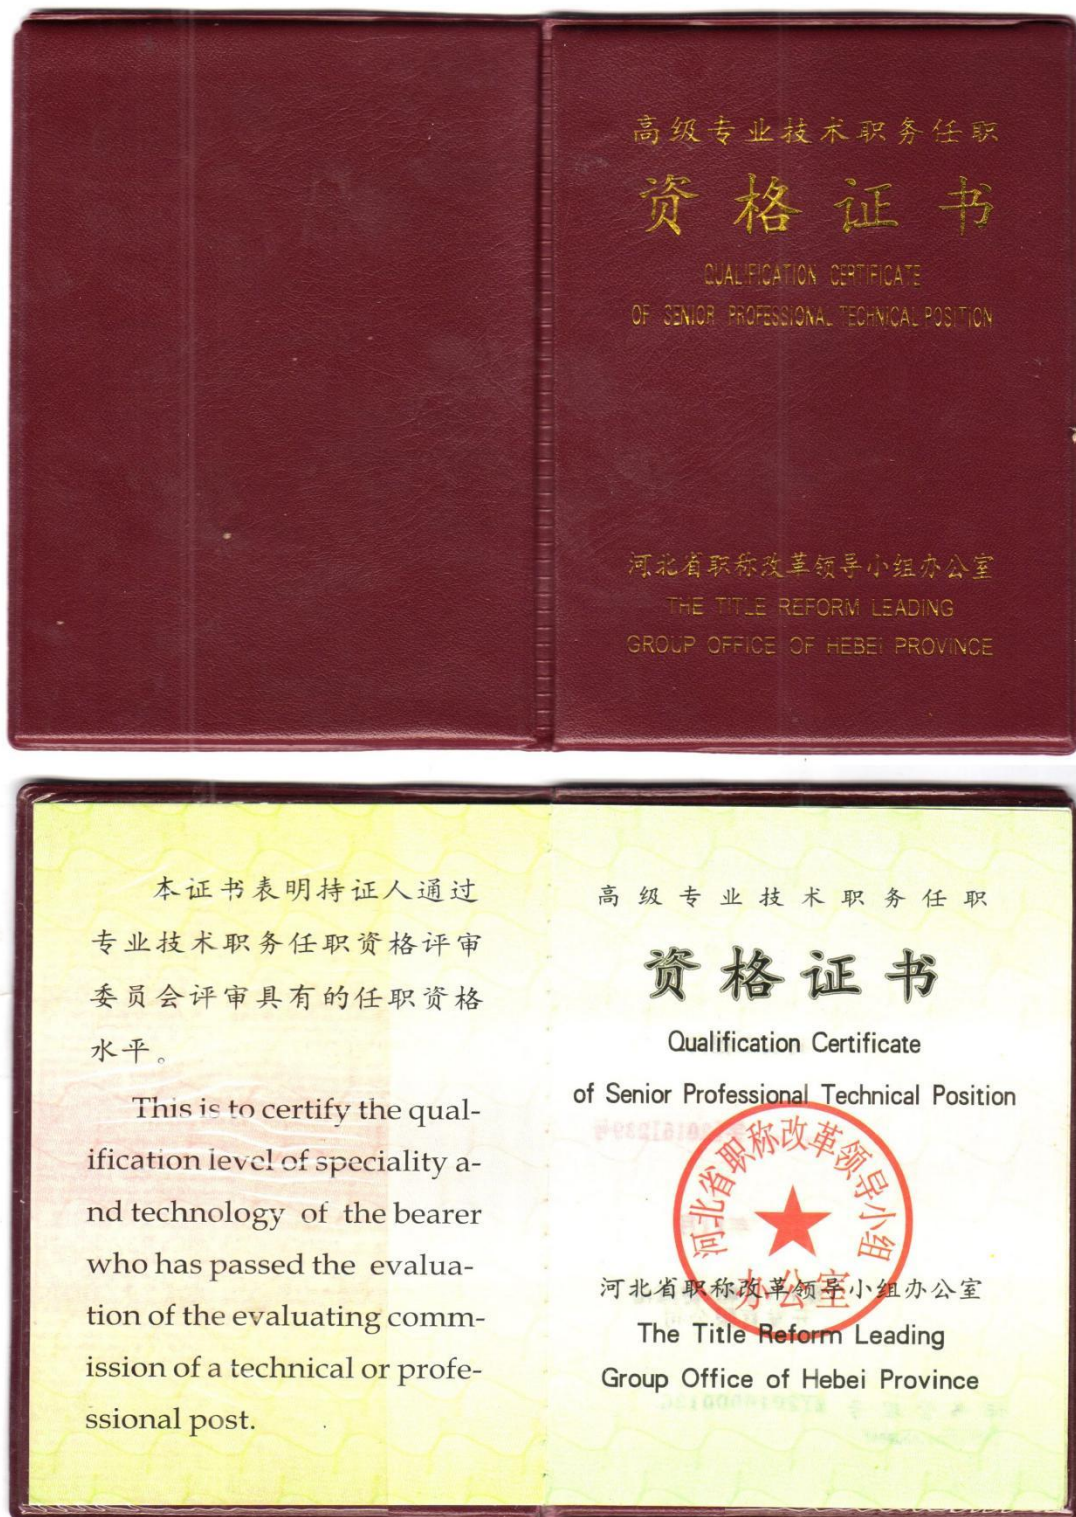 高级专业技术职务任职
资格证书
QUALIFICATION CERTIFICATE
OF SENIOR PROFESSIONAL TECHNICAL POSITION
河北省职称改革领导小组办公室
THE TITLE REFORM LEADING
GROUP OFFICE OF HEBEI PROVINCE
本证书表明持证人通过
专业技术职务任职资格评审
委员会评审具有的任职资格
水平。
This is to certify the qual-
ification level of speciality a-
nd technology of the bearer
who has passed the evalua-
tion of the evaluating comm-
ission of a technical or profe-
ssional post.
高级专业技术职务任职
资格证书
Qualification Certificate
of Senior Professional Technical Position
河北省职称改革领导小组
办公室
河北省职称改革领导小组办公室
The Title Reform Leading
Group Office of Hebei Province